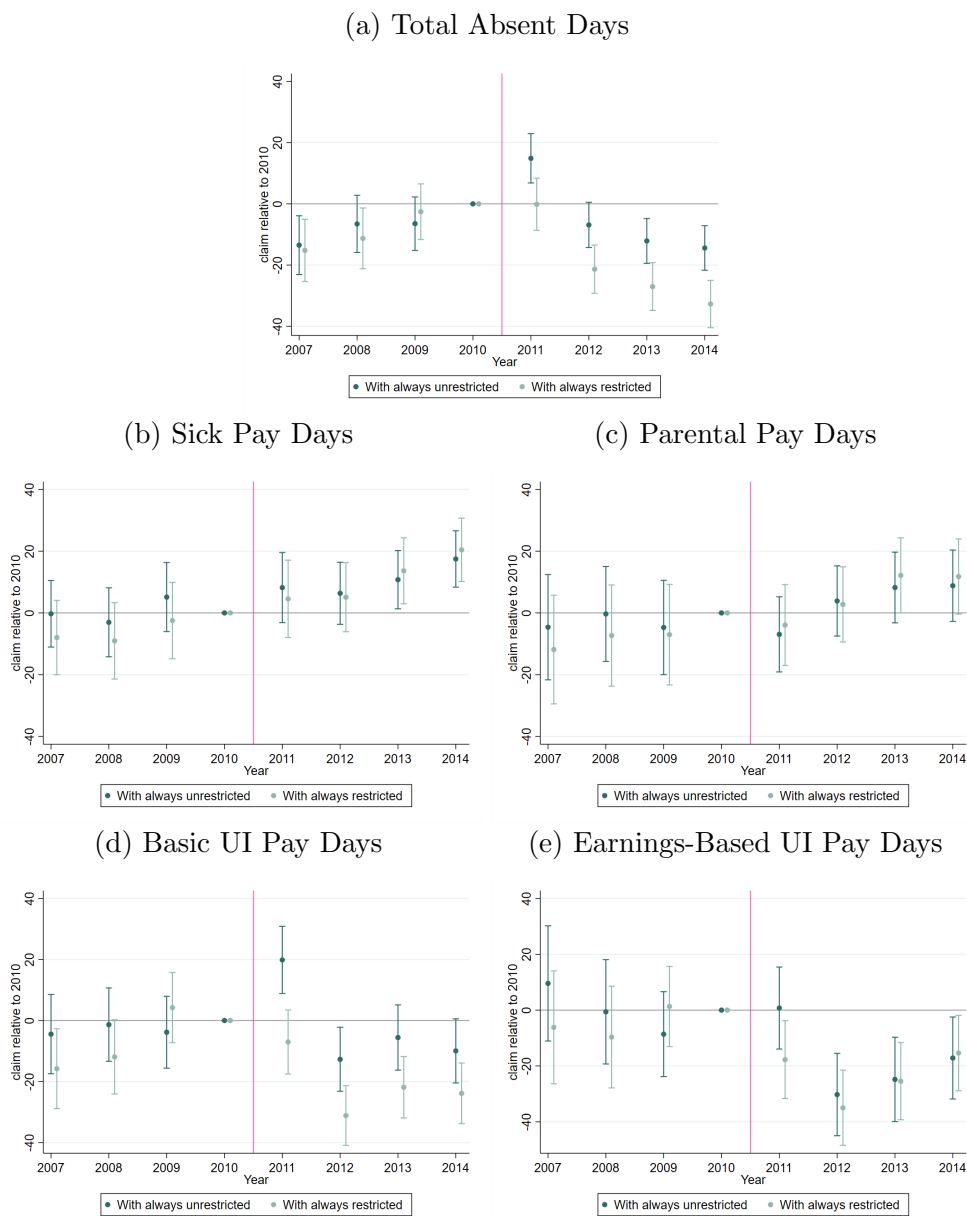 (a) Total Absent Days
claim relative to 2010
40
20
0
-20
-40
2007 2008 2009 2010 2011 2012 2013 2014
Year
With always unrestricted With always restricted
(b) Sick Pay Days
claim relative to 2010
40
20
0
-20
-40
2007 2008 2009 2010 2011 2012 2013 2014
Year
With always unrestricted With always restricted
(c) Parental Pay Days
claim relative to 2010
40
20
0
-20
-40
2007 2008 2009 2010 2011 2012 2013 2014
Year
With always unrestricted With always restricted
(d) Basic UI Pay Days
claim relative to 2010
40
20
0
-20
-40
2007 2008 2009 2010 2011 2012 2013 2014
Year
With always unrestricted With always restricted
(e) Earnings-Based UI Pay Days
claim relative to 2010
40
20
0
-20
-40
2007 2008 2009 2010 2011 2012 2013 2014
Year
With always unrestricted With always restricted